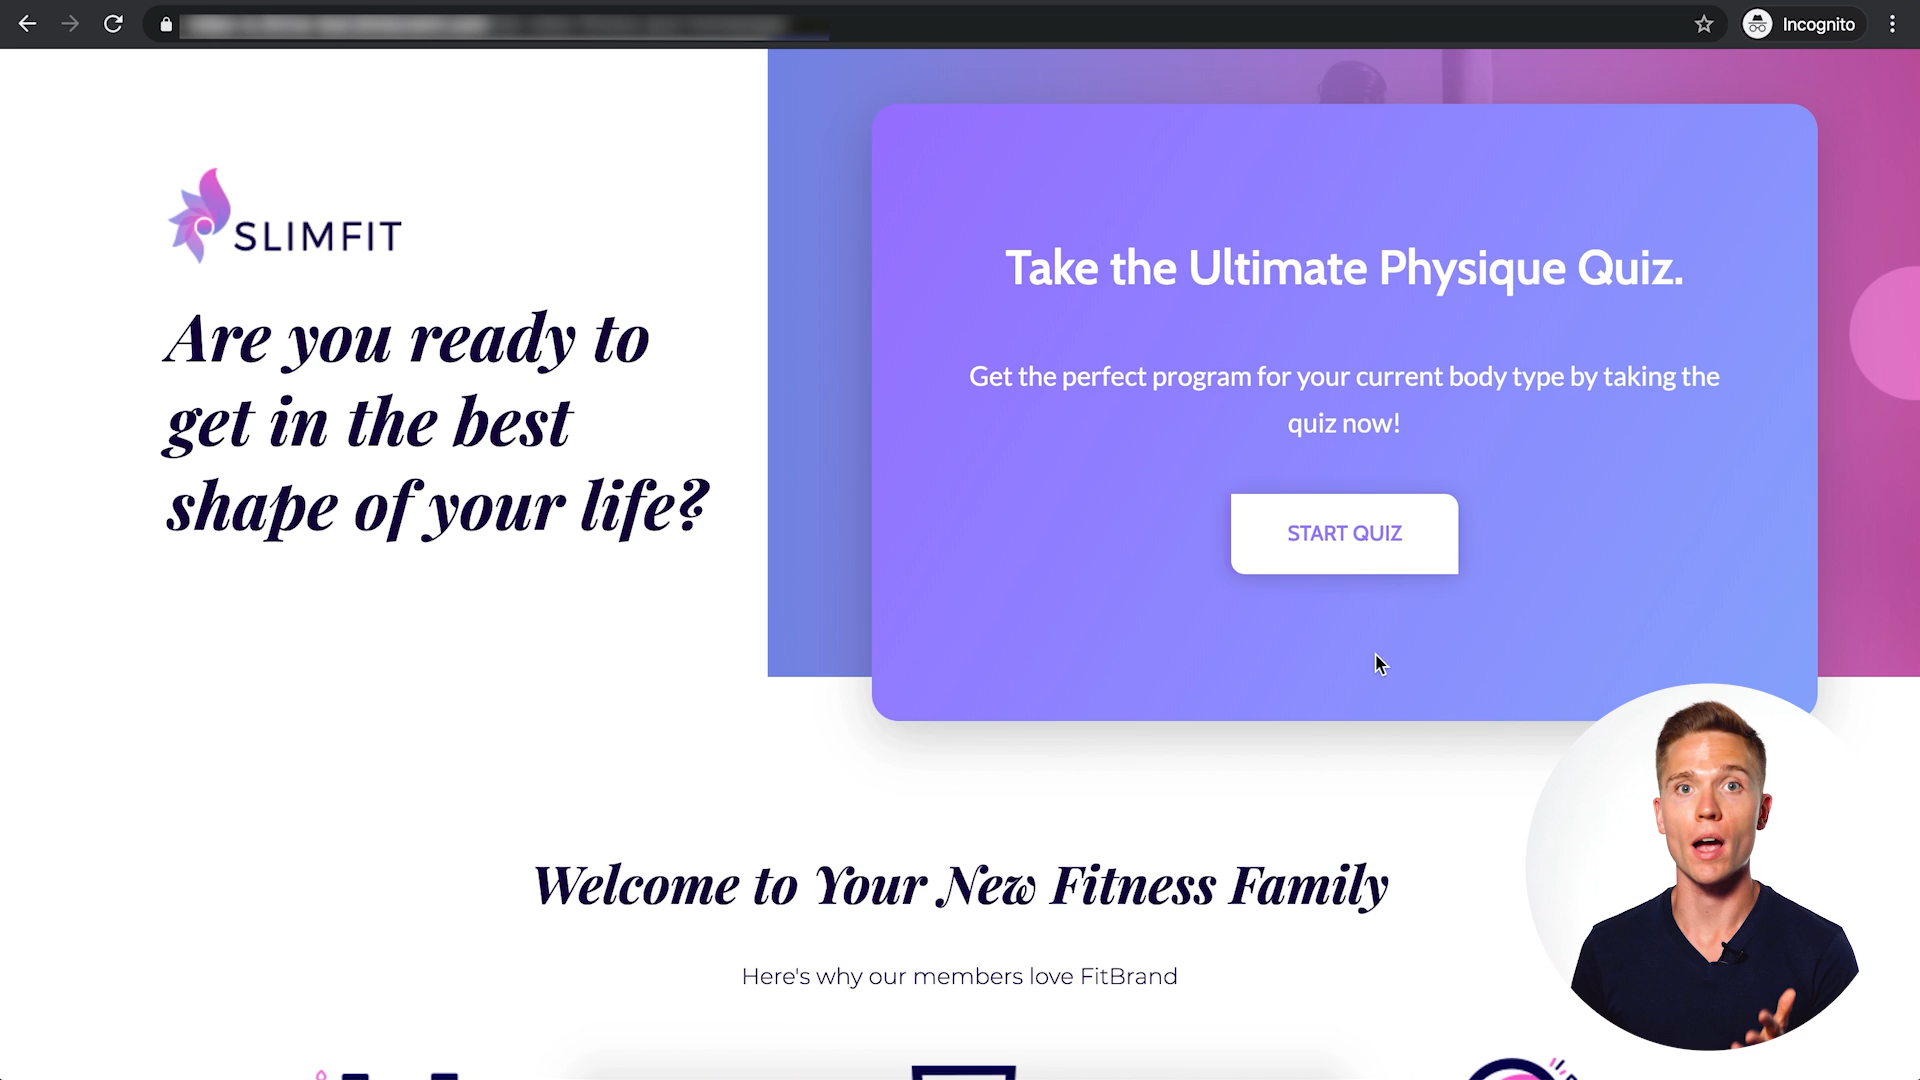 Incognito
SLIMFIT
Are you ready to
get in the best
shape of your life?
Take the Ultimate Physique Quiz.
Get the perfect program for your current body type by taking the
quiz now!
START QUIZ
Welcome to Your New Fitness Family
Here's why our members love FitBrand